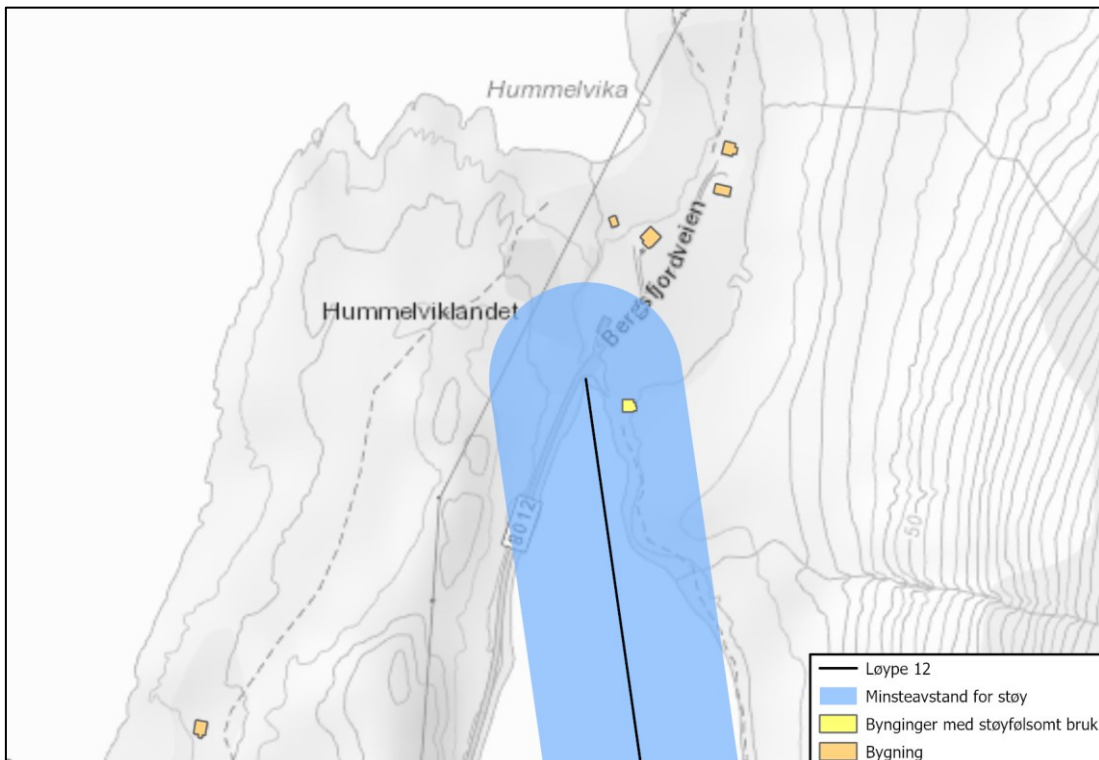 Hummelvika
Bergsfjordveien
Hummelviklandet
8012
50
Løype 12
Minsteavstand for støy
Bynginger med støyfølsomt bruk
Bygning